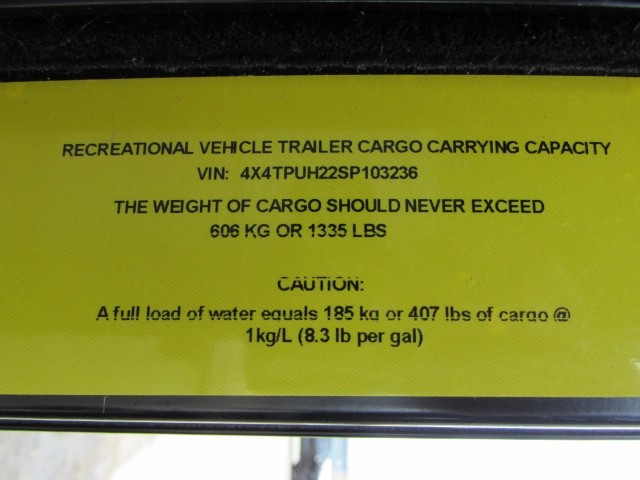 RECREATIONAL VEHICLE TRAILER CARGO CARRYING CAPACITY
VIN: 4X4TPUH22SP103236
THE WEIGHT OF CARGO SHOULD NEVER EXCEED
606 KG OR 1335 LBS
CAUTION:
A full load of water equals 185 kg or 407 lbs of cargo @
1kg/L (8.3 lb per gal)